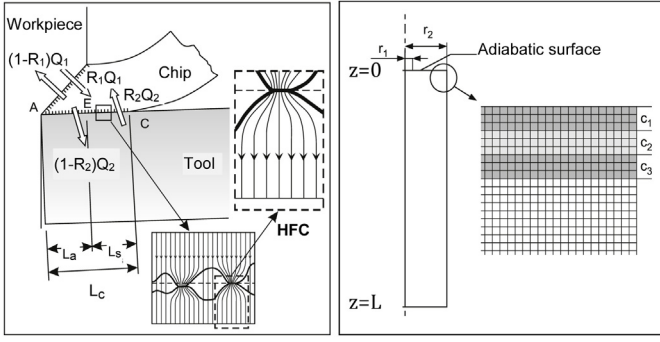 Workpiece
(1-R₁)Q₁
R₁Q₁
Chip
R₂Q₂
A
E
C
(1-R₂)Q₂
Tool
HFC
Lₐ
Lₛ
L꜀
r₂
r₁
Adiabatic surface
z=0
c₁
c₂
c₃
z=L